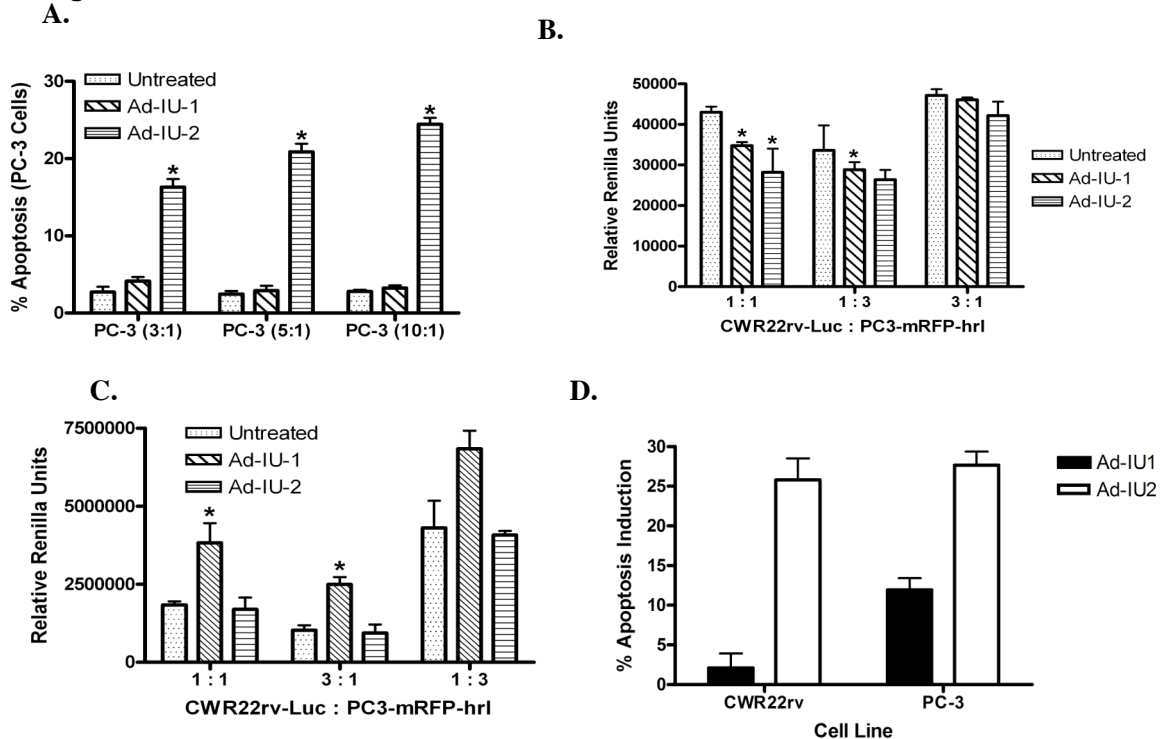 A.
% Apoptosis (PC-3 Cells)
30
20
10
0
Untreated
Ad-IU-1
Ad-IU-2
*
*
*
PC-3 (3:1)
PC-3 (5:1)
PC-3 (10:1)
B.
Relative Renilla Units
50000
40000
30000
20000
10000
0
*
*
*
Untreated
Ad-IU-1
Ad-IU-2
1 : 1
1 : 3
3 : 1
CWR22rv-Luc : PC3-mRFP-hrl
C.
Relative Renilla Units
7500000
5000000
2500000
0
Untreated
Ad-IU-1
Ad-IU-2
*
*
1 : 1
3 : 1
1 : 3
CWR22rv-Luc : PC3-mRFP-hrl
D.
% Apoptosis Induction
30
25
20
15
10
5
0
Ad-IU1
Ad-IU2
CWR22rv
PC-3
Cell Line